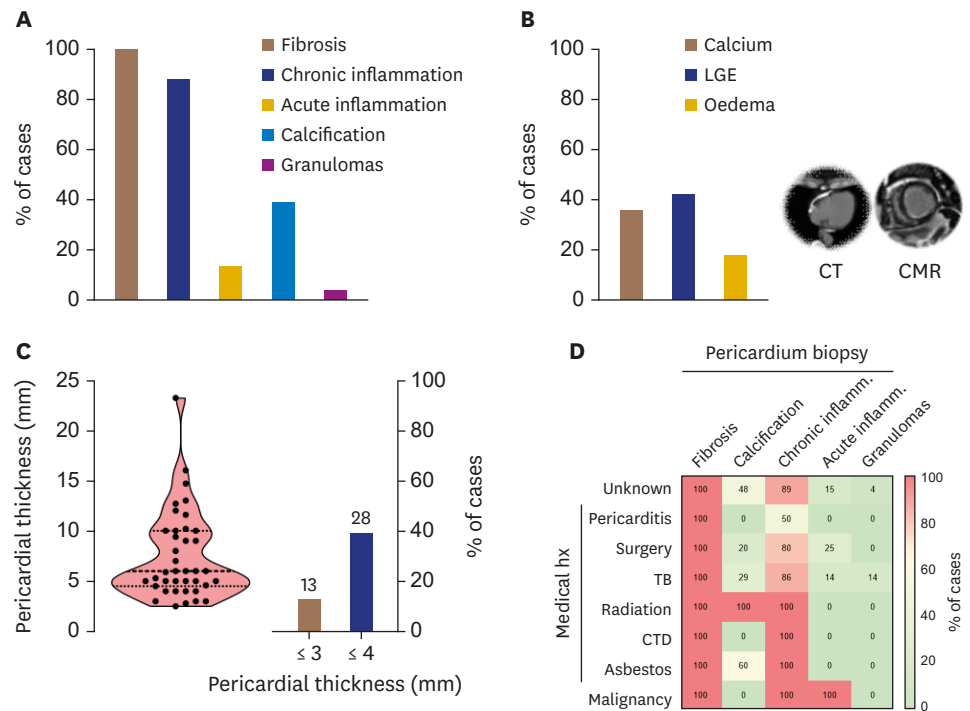 A
% of cases
100
80
60
40
20
0
Fibrosis
Chronic inflammation
Acute inflammation
Calcification
Granulomas
B
% of cases
100
80
60
40
20
0
Calcium
LGE
Oedema
CT
CMR
C
Pericardial thickness (mm)
25
20
15
10
5
0
100
80
60
40
20
0
% of cases
13
28
≤ 3
≤ 4
Pericardial thickness (mm)
D
Pericardium biopsy
Fibrosis
Calcification
Chronic inflamm.
Acute inflamm.
Granulomas
Medical hx
Unknown 100 48 89 15 4
Pericarditis 100 0 50 0 0
Surgery 100 20 80 25 0
TB 100 29 86 14 14
Radiation 100 100 100 0 0
CTD 100 0 100 0 0
Asbestos 100 60 100 0 0
Malignancy 100 0 100 100 0
100
80
60
40
20
0
% of cases